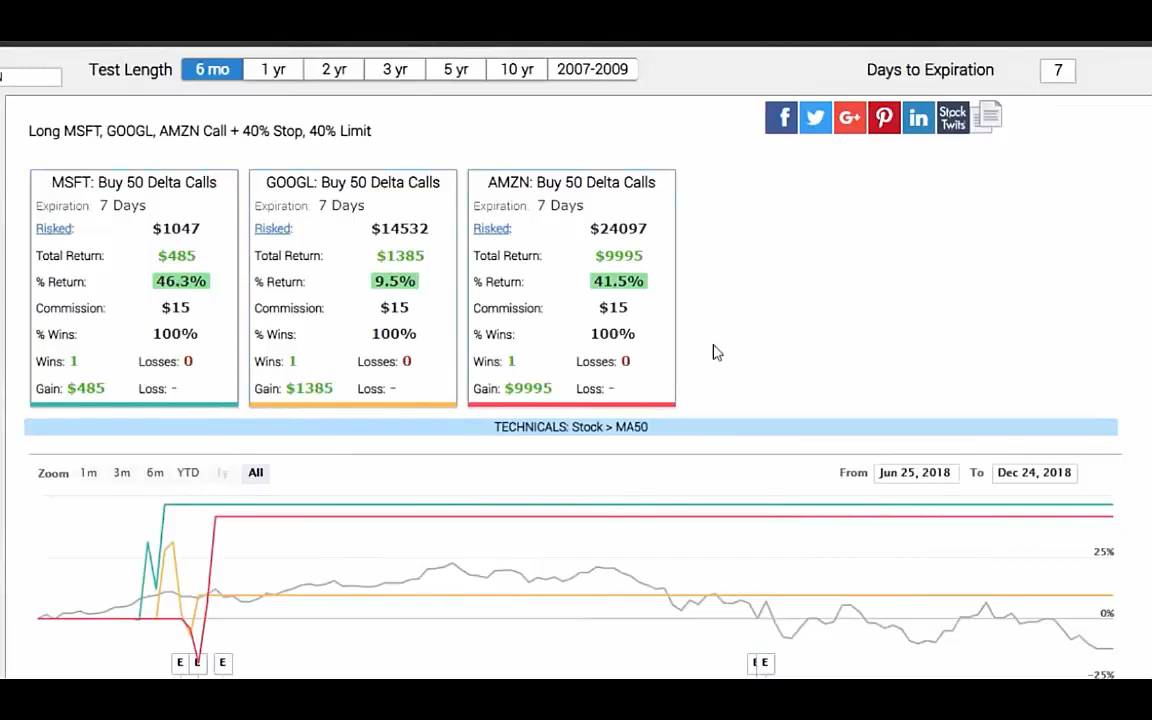 Test Length 6 mo 1 yr 2 yr 3 yr 5 yr 10 yr 2007-2009 Days to Expiration 7
Long MSFT, GOOGL, AMZN Call + 40% Stop, 40% Limit
f G+ in Stock Twits
MSFT: Buy 50 Delta Calls
Expiration: 7 Days
Risked: $1047
Total Return: $485
% Return: 46.3%
Commission: $15
% Wins: 100%
Wins: 1 Losses: 0
Gain: $485 Loss: -
GOOGL: Buy 50 Delta Calls
Expiration: 7 Days
Risked: $14532
Total Return: $1385
% Return: 9.5%
Commission: $15
% Wins: 100%
Wins: 1 Losses: 0
Gain: $1385 Loss: -
AMZN: Buy 50 Delta Calls
Expiration: 7 Days
Risked: $24097
Total Return: $9995
% Return: 41.5%
Commission: $15
% Wins: 100%
Wins: 1 Losses: 0
Gain: $9995 Loss: -
TECHNICALS: Stock > MA50
Zoom 1m 3m 6m YTD 1y All From Jun 25, 2018 To Dec 24, 2018
25%
0%
E E E E E
-25%